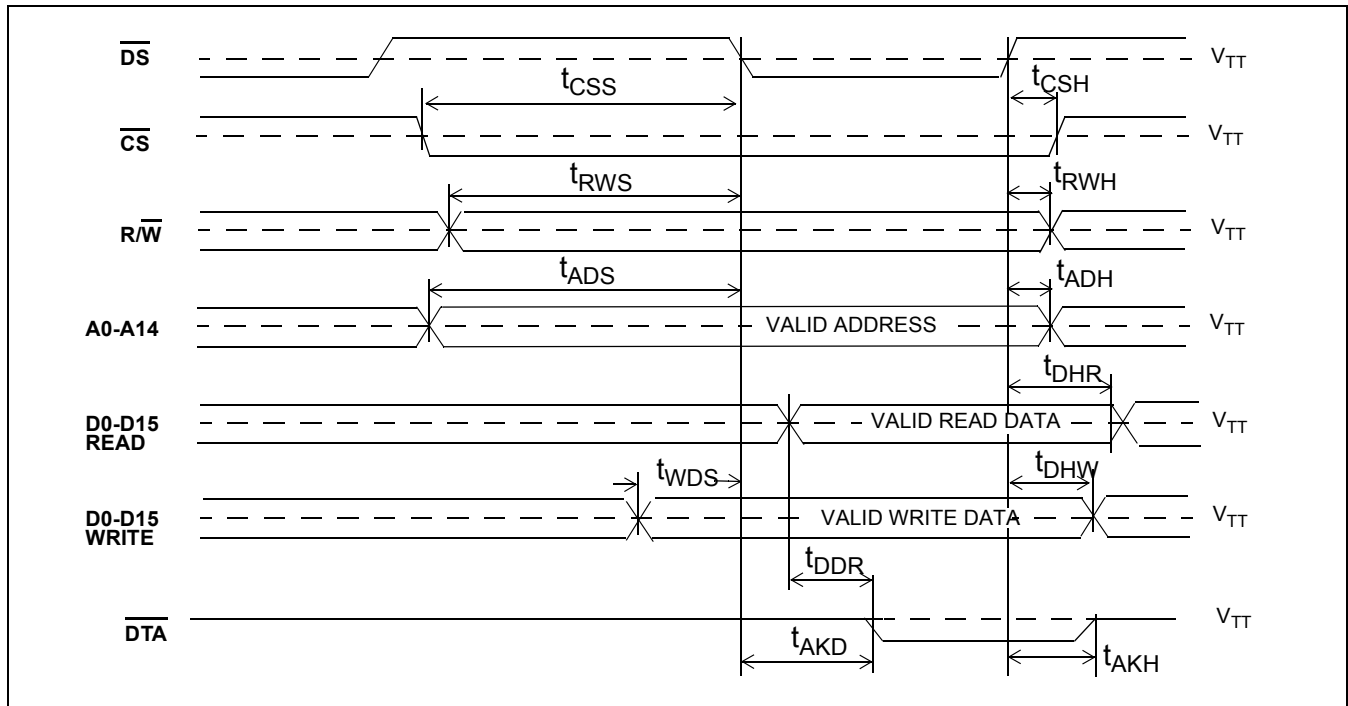 DS VTT
tCSS tCSH
CS VTT
tRWS tRWH
R/W VTT
tADS tADH
A0-A14 VALID ADDRESS VTT
tDHR
D0-D15
READ VALID READ DATA VTT
tWDS tDHW
D0-D15
WRITE VALID WRITE DATA VTT
tDDR
DTA VTT
tAKD tAKH